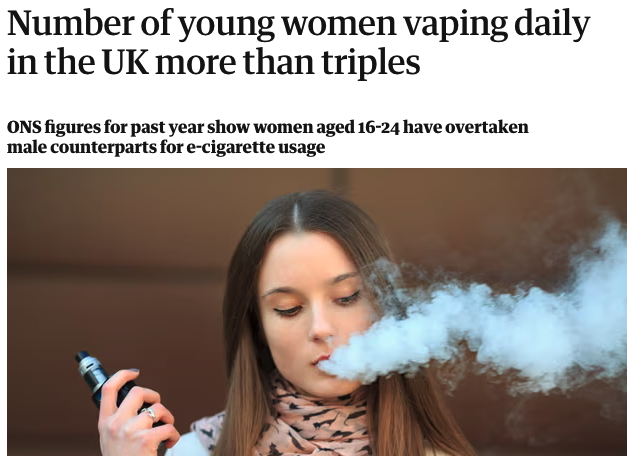 Number of young women vaping daily
in the UK more than triples
ONS figures for past year show women aged 16-24 have overtaken
male counterparts for e-cigarette usage